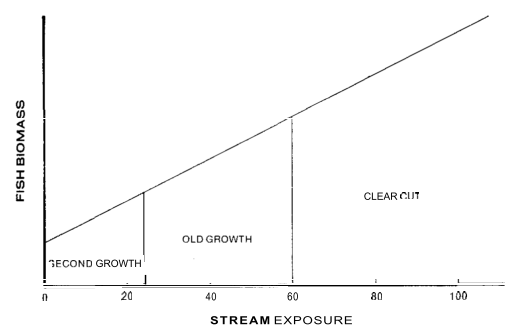 FISH BIOMASS
CLEAR CUT
OLD GROWTH
SECOND GROWTH
0 20 40 60 80 100
STREAM EXPOSURE